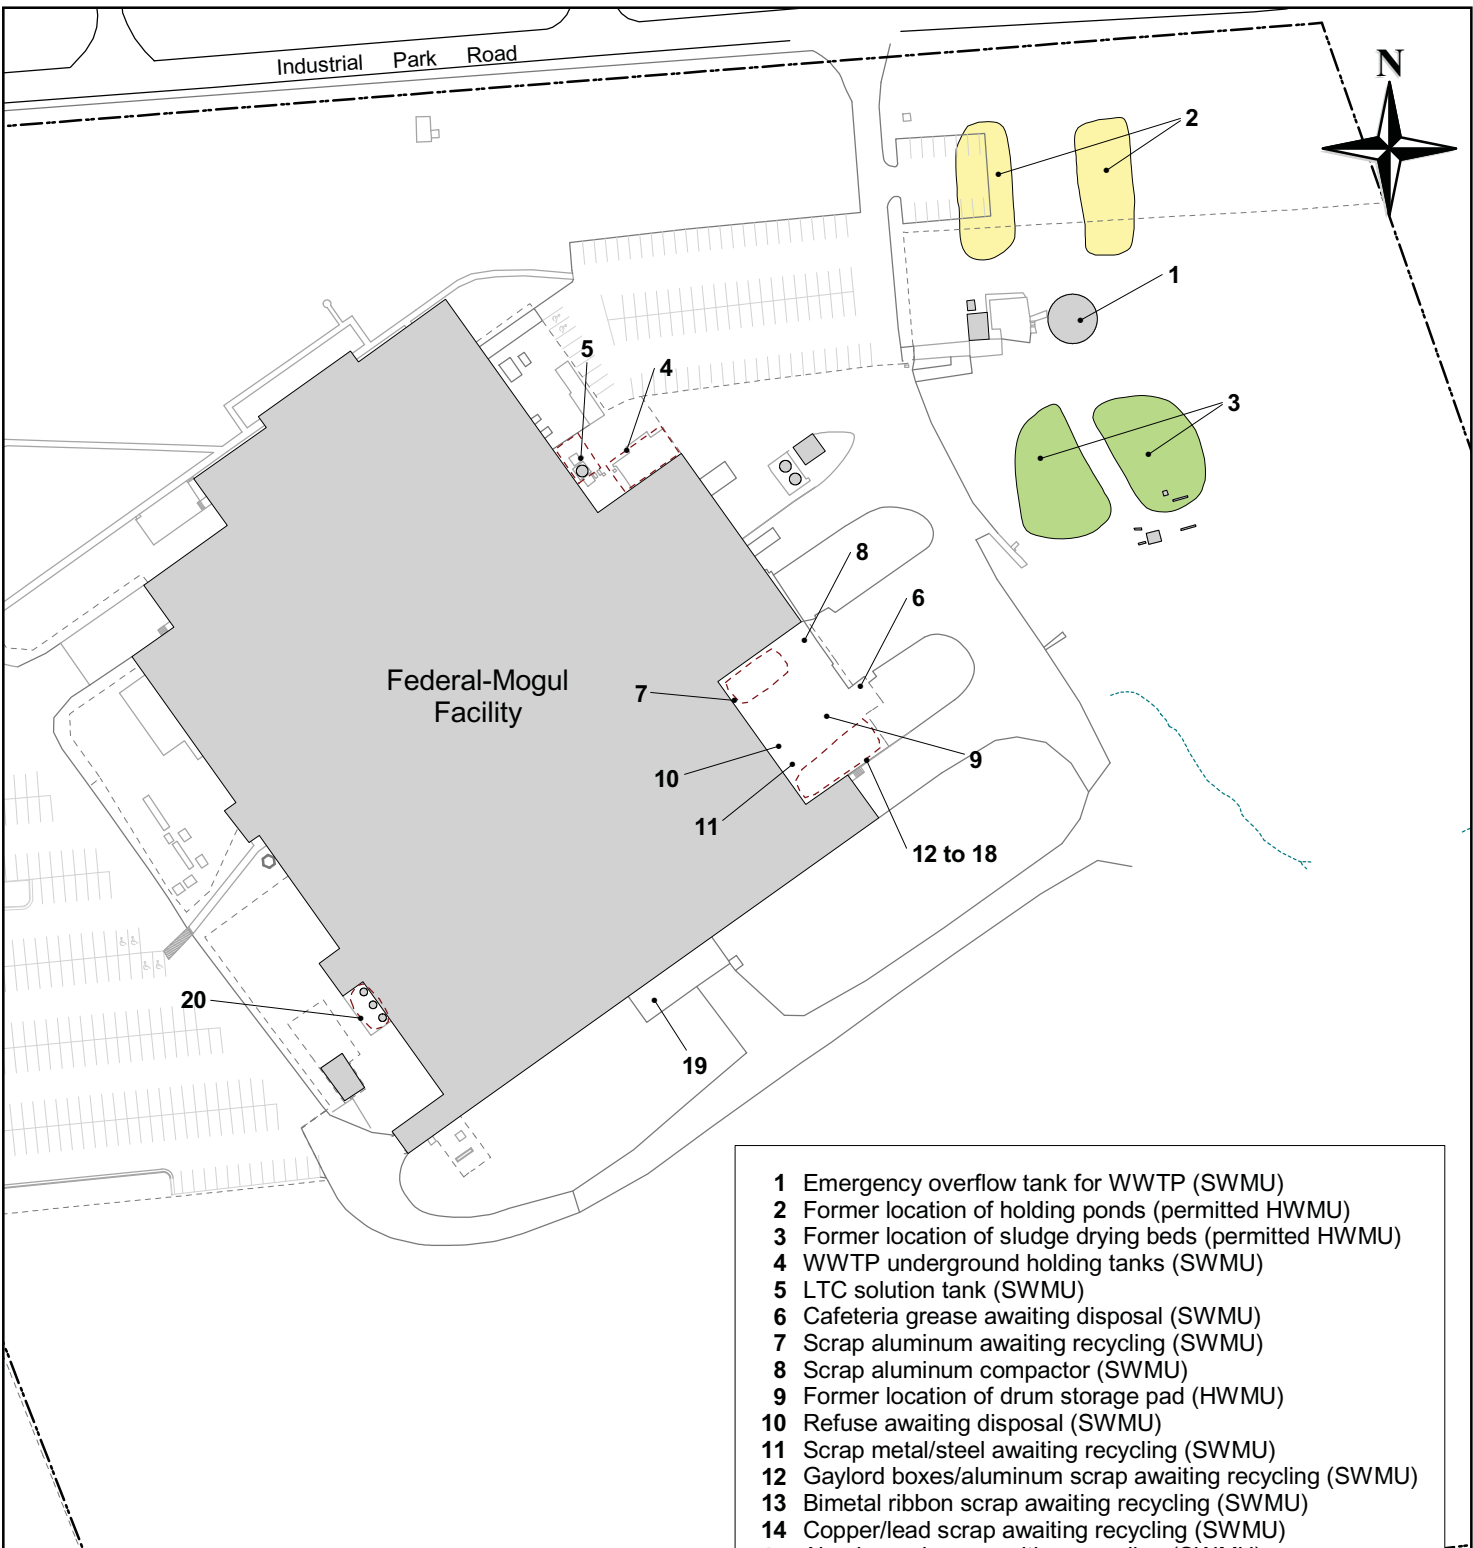 Industrial Park Road
N
2
1
5
4
3
8
6
Federal-Mogul
Facility
7
9
10
11
12 to 18
20
19
1 Emergency overflow tank for WWTP (SWMU)
2 Former location of holding ponds (permitted HWMU)
3 Former location of sludge drying beds (permitted HWMU)
4 WWTP underground holding tanks (SWMU)
5 LTC solution tank (SWMU)
6 Cafeteria grease awaiting disposal (SWMU)
7 Scrap aluminum awaiting recycling (SWMU)
8 Scrap aluminum compactor (SWMU)
9 Former location of drum storage pad (HWMU)
10 Refuse awaiting disposal (SWMU)
11 Scrap metal/steel awaiting recycling (SWMU)
12 Gaylord boxes/aluminum scrap awaiting recycling (SWMU)
13 Bimetal ribbon scrap awaiting recycling (SWMU)
14 Copper/lead scrap awaiting recycling (SWMU)